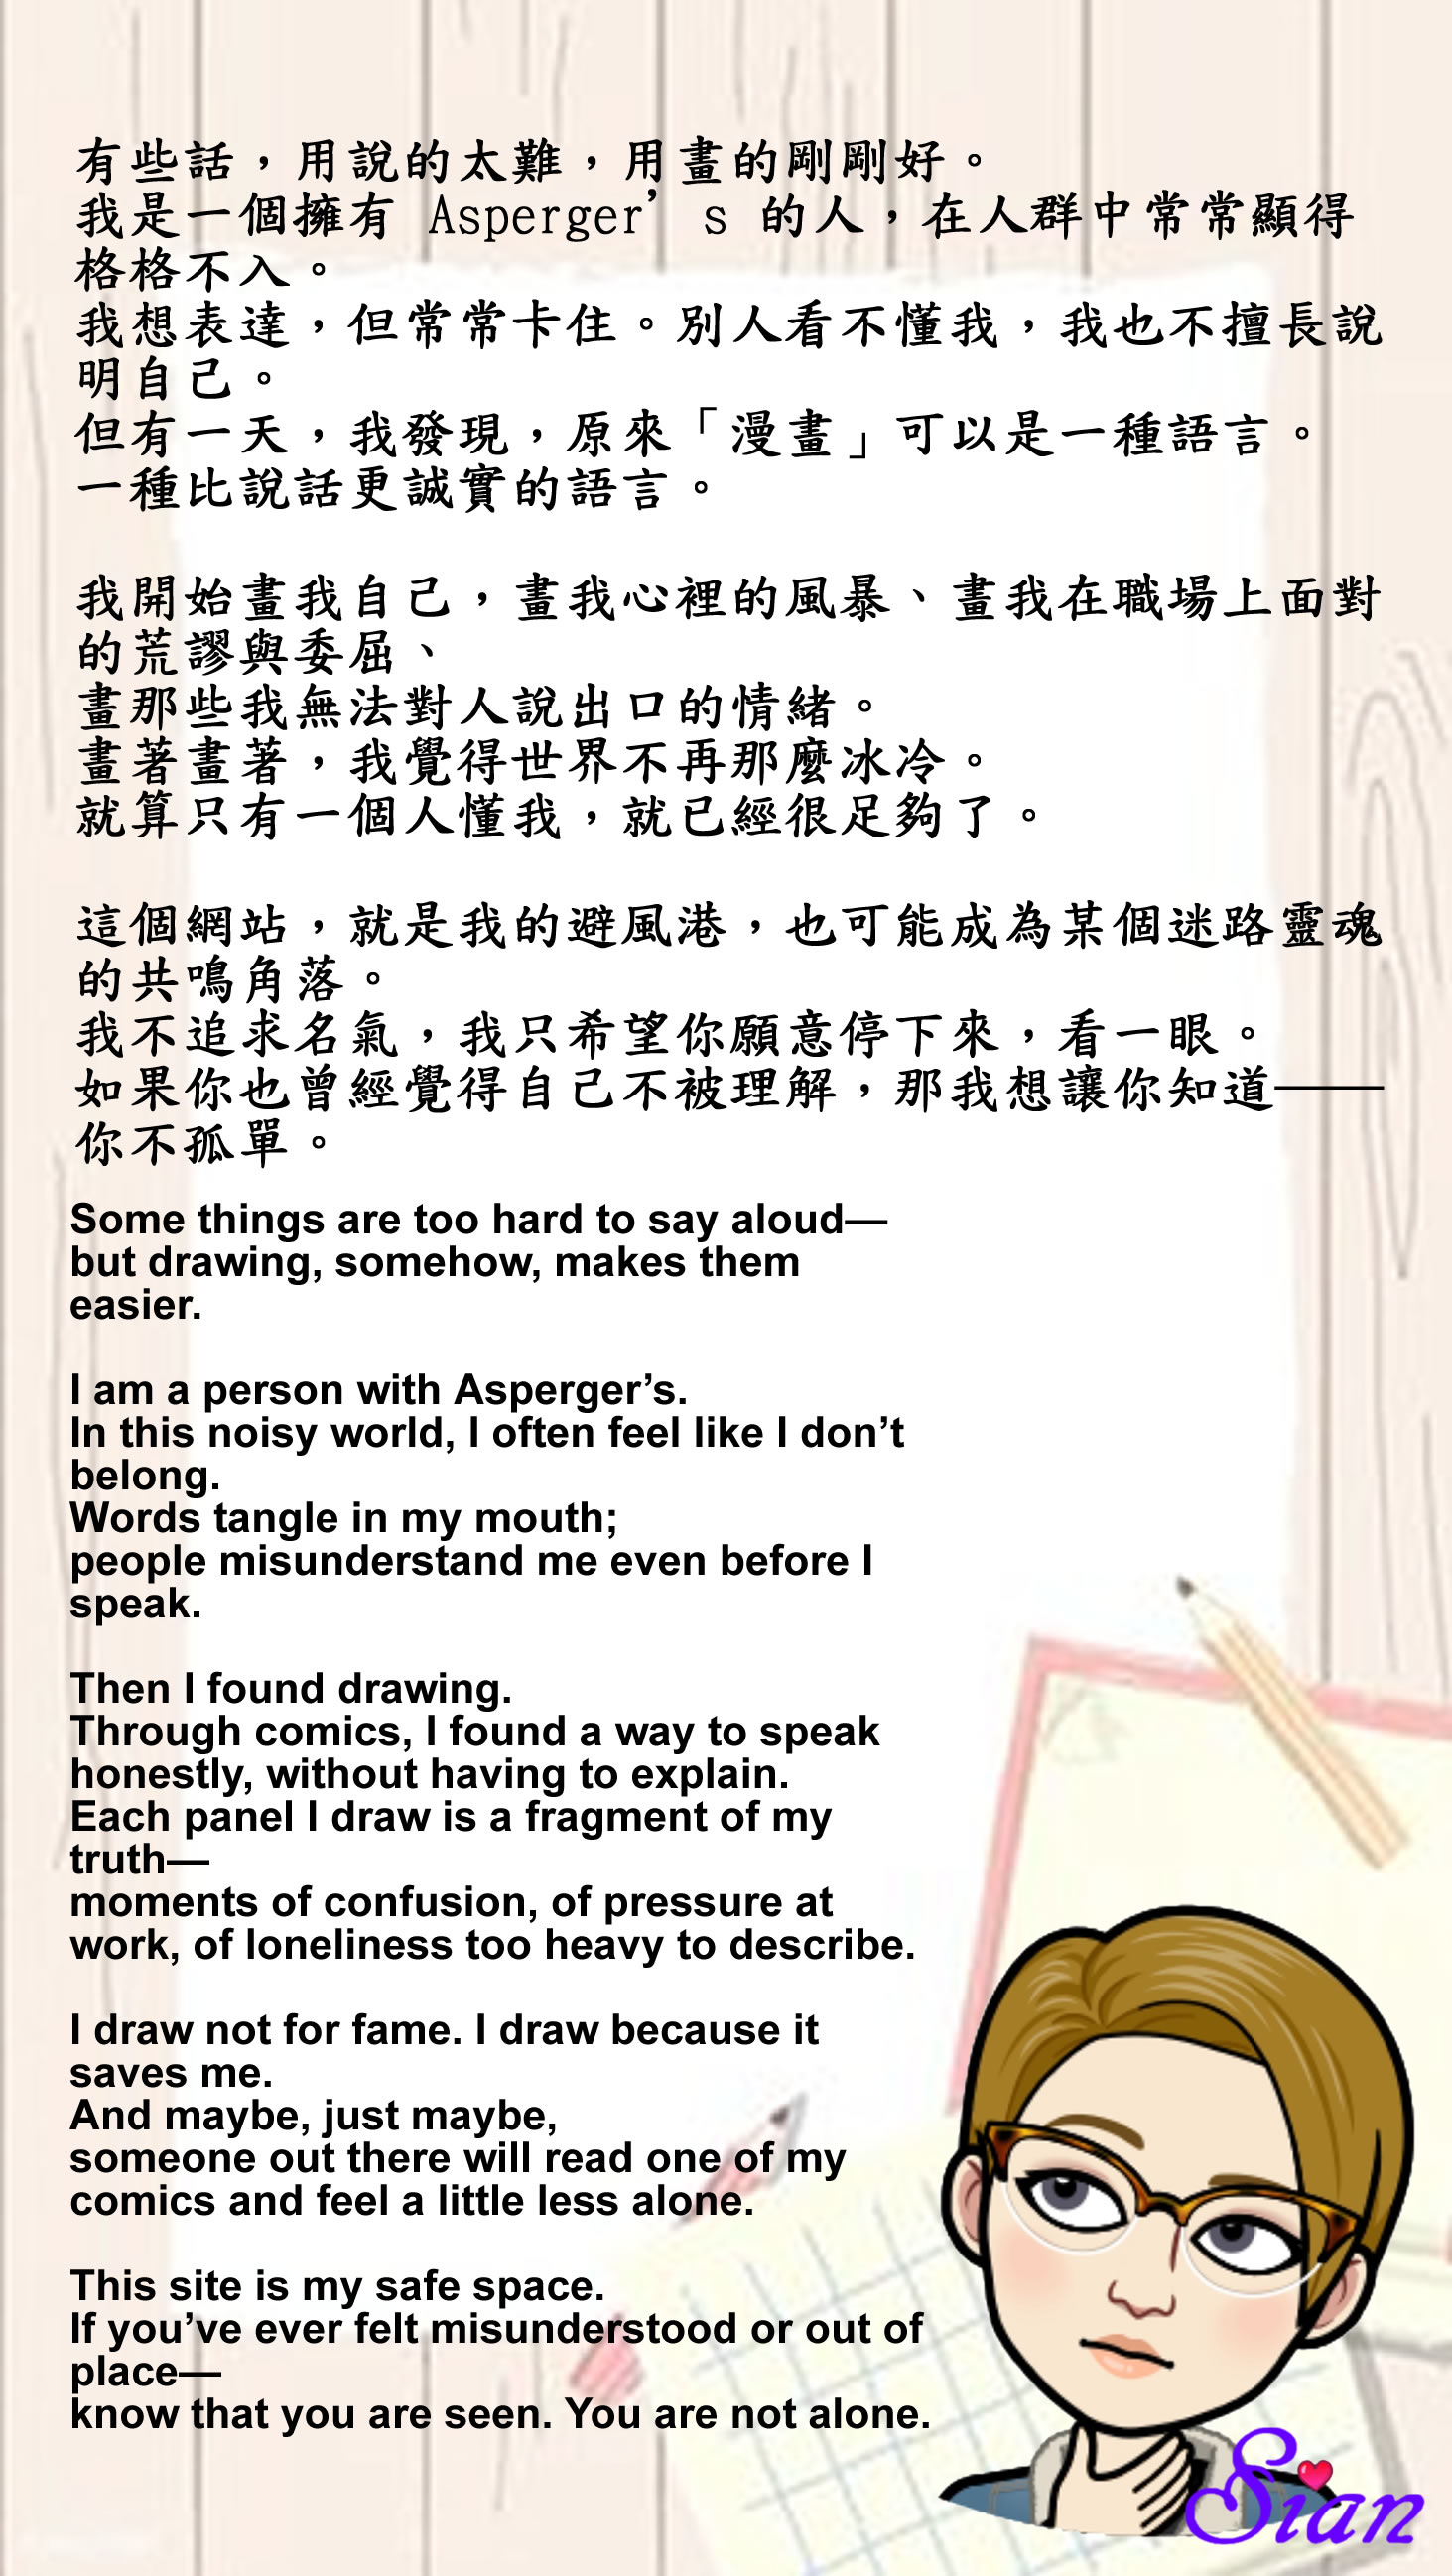 有些話，用說的太難，用畫的剛剛好。
我是一個擁有 Asperger’s 的人，在人群中常常顯得
格格不入。
我想表達，但常常卡住。別人看不懂我，我也不擅長說
明自己。
但有一天，我發現，原來「漫畫」可以是一種語言。
一種比說話更誠實的語言。

我開始畫我自己，畫我心裡的風暴、畫我在職場上面對
的荒謬與委屈、
畫那些我無法對人說出口的情緒。
畫著畫著，我覺得世界不再那麼冰冷。
就算只有一個人懂我，就已經很足夠了。

這個網站，就是我的避風港，也可能成為某個迷路靈魂
的共鳴角落。
我不追求名氣，我只希望你願意停下來，看一眼。
如果你也曾經覺得自己不被理解，那我想讓你知道——
你不孤單。

Some things are too hard to say aloud—
but drawing, somehow, makes them
easier.

I am a person with Asperger’s.
In this noisy world, I often feel like I don’t
belong.
Words tangle in my mouth;
people misunderstand me even before I
speak.

Then I found drawing.
Through comics, I found a way to speak
honestly, without having to explain.
Each panel I draw is a fragment of my
truth—
moments of confusion, of pressure at
work, of loneliness too heavy to describe.

I draw not for fame. I draw because it
saves me.
And maybe, just maybe,
someone out there will read one of my
comics and feel a little less alone.

This site is my safe space.
If you’ve ever felt misunderstood or out of
place—
know that you are seen. You are not alone.
Sian